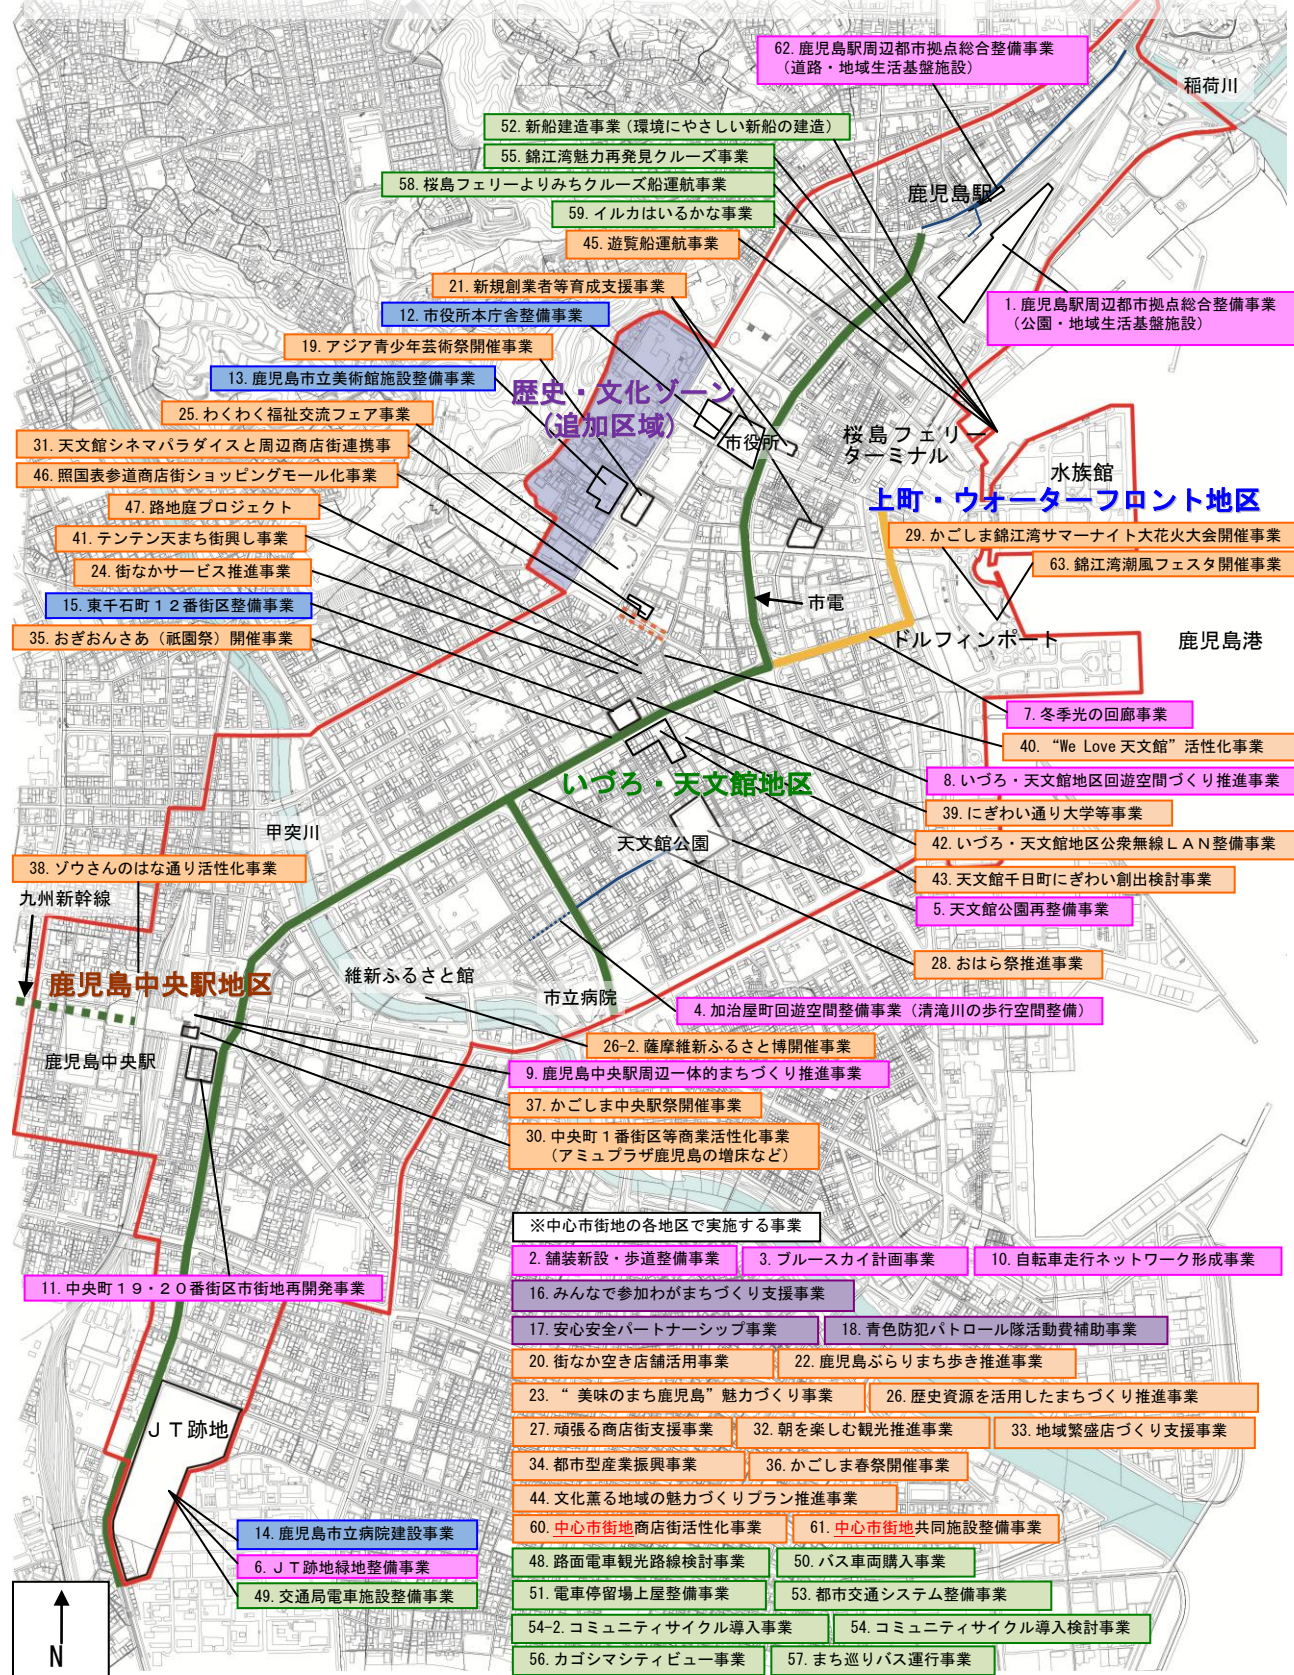 62. 鹿児島駅周辺都市拠点総合整備事業
（道路・地域生活基盤施設）
稲荷川
52. 新船建造事業（環境にやさしい新船の建造）
55. 錦江湾魅力再発見クルーズ事業
58. 桜島フェリーよりみちクルーズ船運航事業
鹿児島駅
59. イルカはいるかな事業
45. 遊覧船運航事業
21. 新規創業者等育成支援事業
1. 鹿児島駅周辺都市拠点総合整備事業
（公園・地域生活基盤施設）
12. 市役所本庁舎整備事業
19. アジア青少年芸術祭開催事業
13. 鹿児島市立美術館施設整備事業
歴史・文化ゾーン
（追加区域）
25. わくわく福祉交流フェア事業
31. 天文館シネマパラダイスと周辺商店街連携事
市役所
桜島フェリー
ターミナル
46. 照国表参道商店街ショッピングモール化事業
水族館
47. 路地庭プロジェクト
上町・ウォーターフロント地区
41. テンテン天まち街興し事業
29. かごしま錦江湾サマーナイト大花火大会開催事業
24. 街なかサービス推進事業
63. 錦江湾潮風フェスタ開催事業
15. 東千石町１２番街区整備事業
市電
35. おぎおんさあ（祇園祭）開催事業
ドルフィンポート
鹿児島港
7. 冬季光の回廊事業
40. “We Love 天文館”活性化事業
いづろ・天文館地区
8. いづろ・天文館地区回遊空間づくり推進事業
39. にぎわい通り大学等事業
甲突川
天文館公園
42. いづろ・天文館地区公衆無線ＬＡＮ整備事業
38. ゾウさんのはな通り活性化事業
43. 天文館千日町にぎわい創出検討事業
九州新幹線
5. 天文館公園再整備事業
28. おはら祭推進事業
鹿児島中央駅地区
維新ふるさと館
市立病院
4. 加治屋町回遊空間整備事業（清滝川の歩行空間整備）
26-2. 薩摩維新ふるさと博開催事業
鹿児島中央駅
9. 鹿児島中央駅周辺一体的まちづくり推進事業
37. かごしま中央駅祭開催事業
30. 中央町１番街区等商業活性化事業
（アミュプラザ鹿児島の増床など）
※中心市街地の各地区で実施する事業
2. 舗装新設・歩道整備事業
3. ブルースカイ計画事業
10. 自転車走行ネットワーク形成事業
11. 中央町１９・２０番街区市街地再開発事業
16. みんなで参加わがまちづくり支援事業
17. 安心安全パートナーシップ事業
18. 青色防犯パトロール隊活動費補助事業
20. 街なか空き店舗活用事業
22. 鹿児島ぶらりまち歩き推進事業
23. “ 美味のまち鹿児島”魅力づくり事業
26. 歴史資源を活用したまちづくり推進事業
27. 頑張る商店街支援事業
32. 朝を楽しむ観光推進事業
33. 地域繁盛店づくり支援事業
ＪＴ跡地
34. 都市型産業振興事業
36. かごしま春祭開催事業
44. 文化薫る地域の魅力づくりプラン推進事業
60. 中心市街地商店街活性化事業
61. 中心市街地共同施設整備事業
14. 鹿児島市立病院建設事業
6. ＪＴ跡地緑地整備事業
49. 交通局電車施設整備事業
48. 路面電車観光路線検討事業
50. バス車両購入事業
51. 電車停留場上屋整備事業
53. 都市交通システム整備事業
54-2. コミュニティサイクル導入事業
54. コミュニティサイクル導入検討事業
56. カゴシマシティビュー事業
57. まち巡りバス運行事業
N